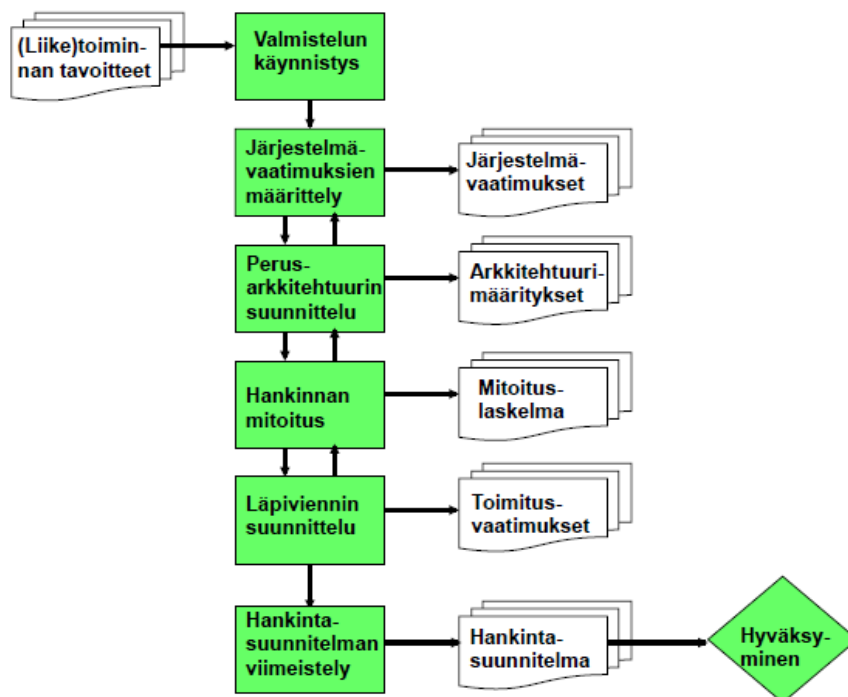 (Liike)toimin-
nan tavoitteet
Valmistelun
käynnistys
Järjestelmä-
vaatimuksien
määrittely
Järjestelmä-
vaatimukset
Perus-
arkkitehtuurin
suunnittelu
Arkkitehtuuri-
määritykset
Hankinnan
mitoitus
Mitoitus-
laskelma
Läpiviennin
suunnittelu
Toimitus-
vaatimukset
Hankinta-
suunnitelman
viimeistely
Hankinta-
suunnitelma
Hyväksy-
minen